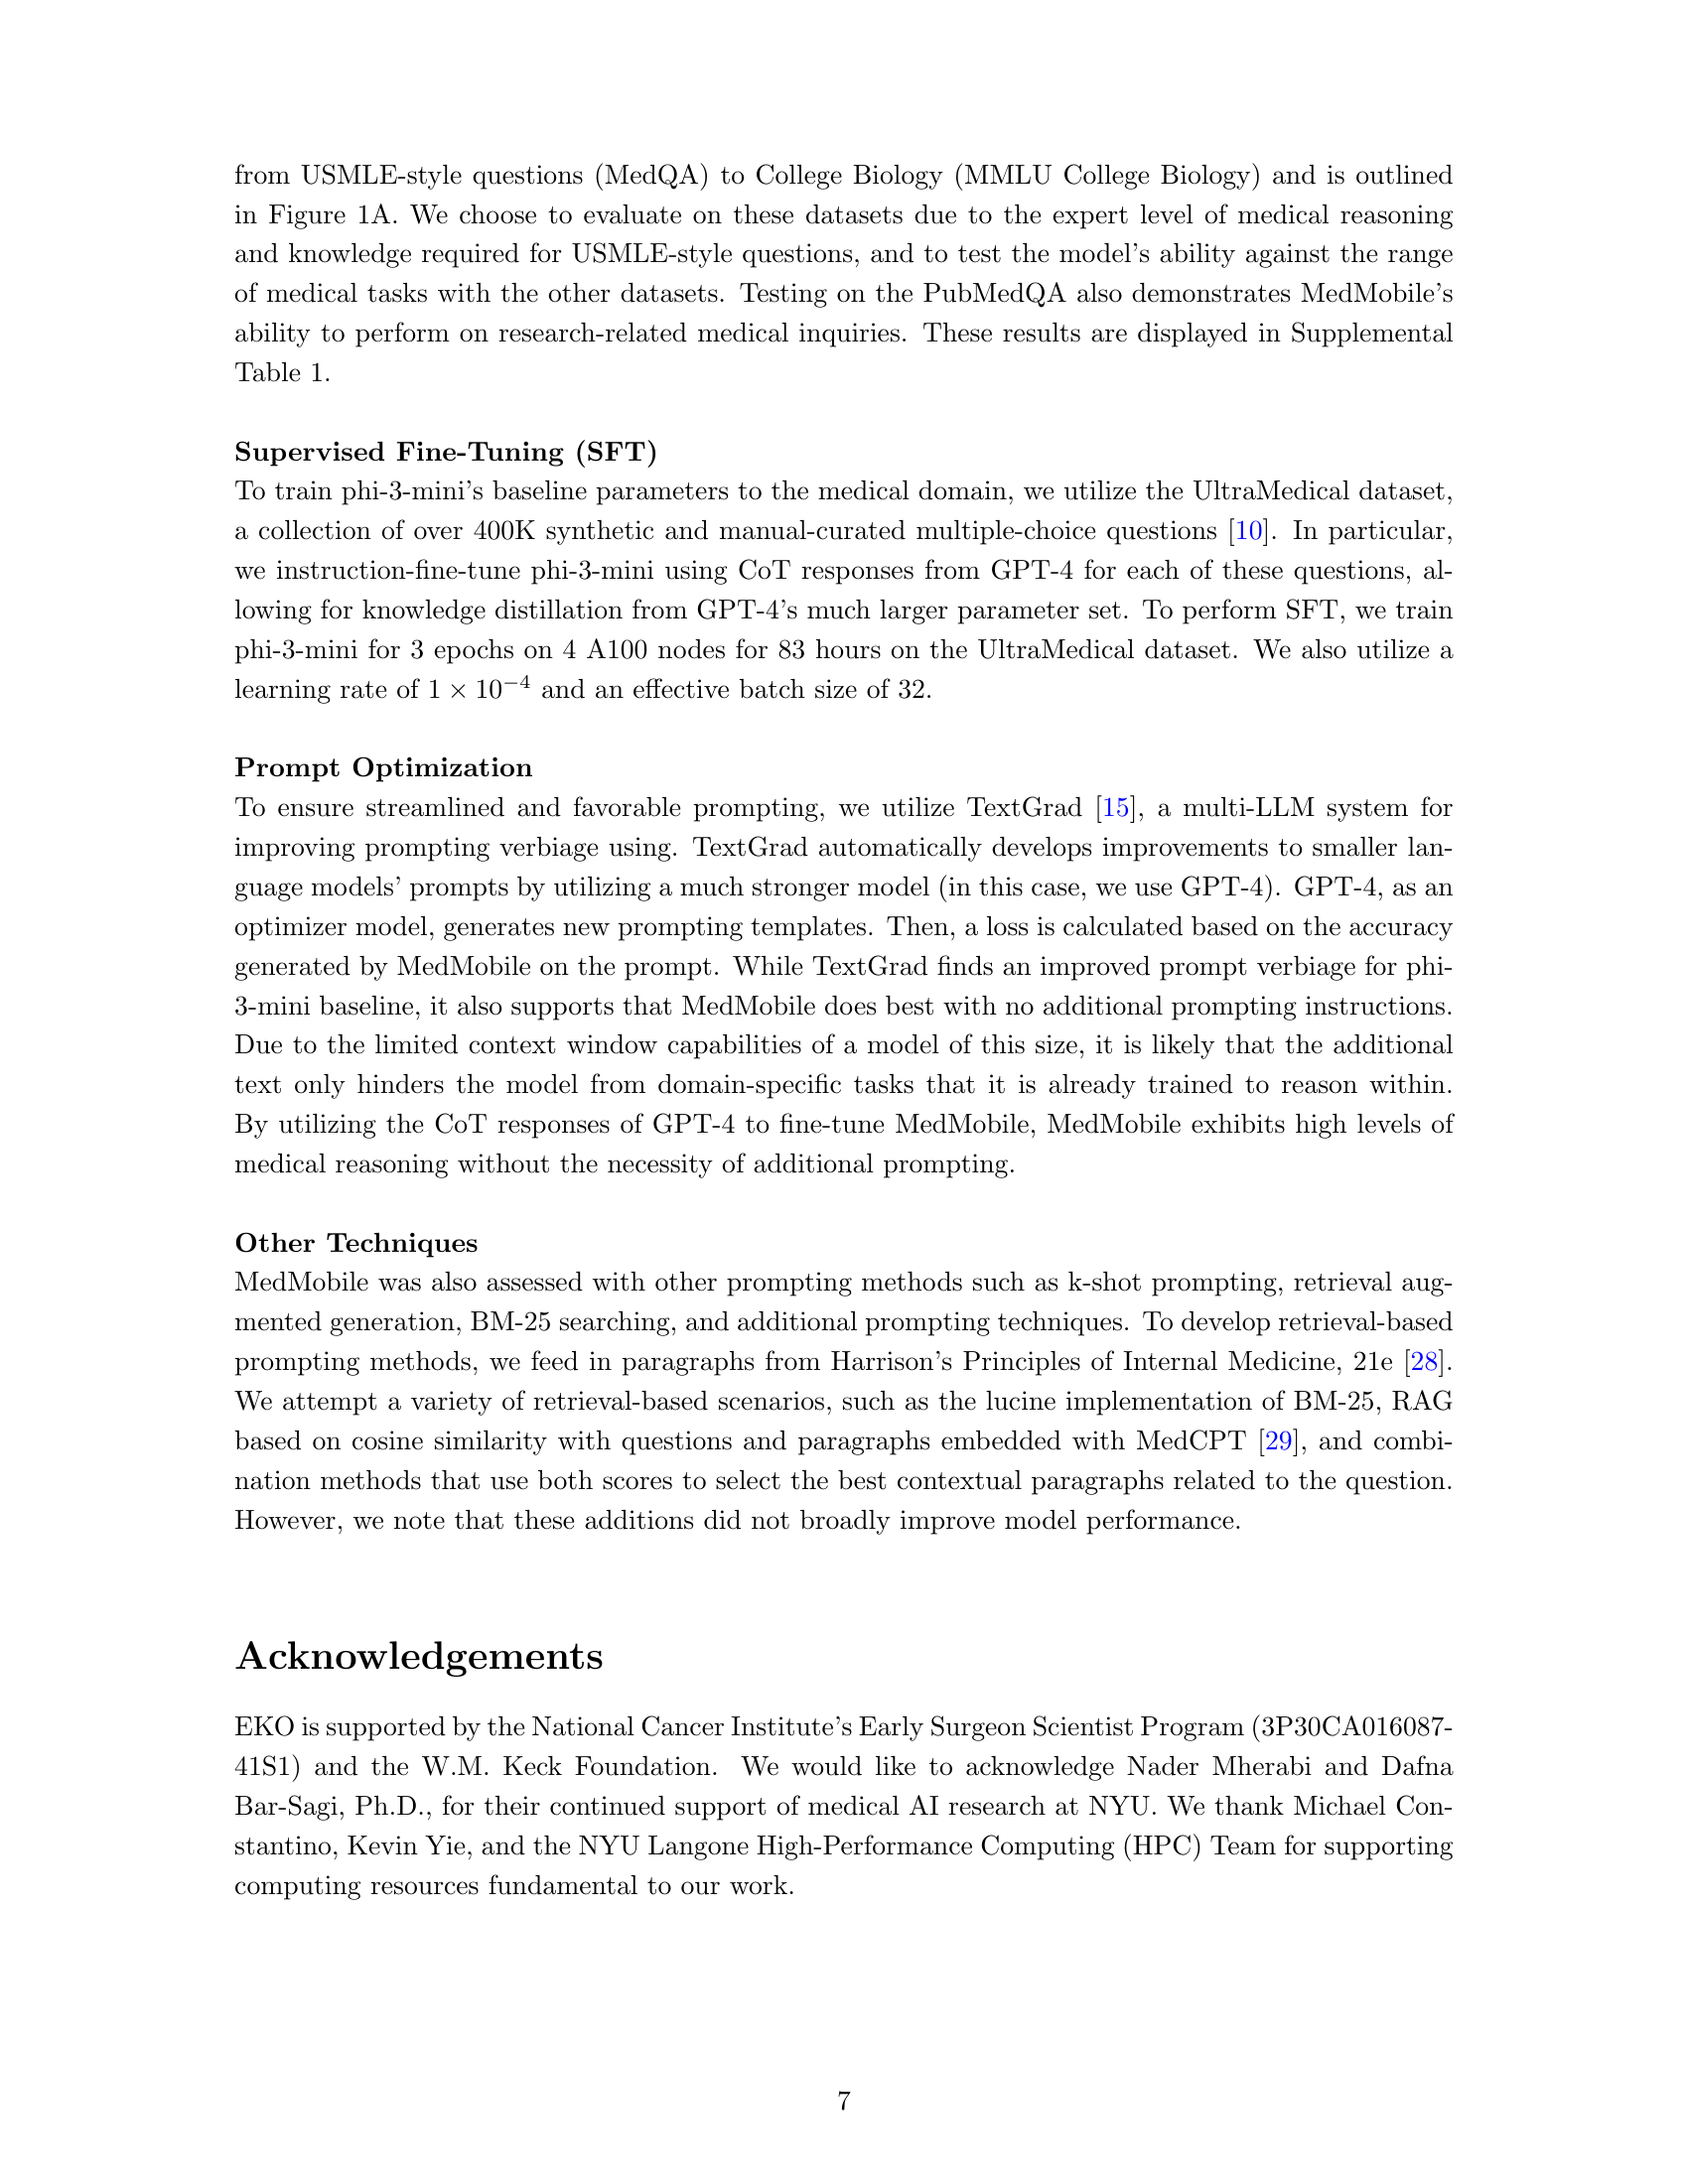 from USMLE-style questions (MedQA) to College Biology (MMLU College Biology) and is outlined
in Figure 1A. We choose to evaluate on these datasets due to the expert level of medical reasoning
and knowledge required for USMLE-style questions, and to test the model's ability against the range
of medical tasks with the other datasets. Testing on the PubMedQA also demonstrates MedMobile's
ability to perform on research-related medical inquiries. These results are displayed in Supplemental
Table 1.
Supervised Fine-Tuning (SFT)
To train phi-3-mini's baseline parameters to the medical domain, we utilize the UltraMedical dataset,
a collection of over 400K synthetic and manual-curated multiple-choice questions [10]. In particular,
we instruction-fine-tune phi-3-mini using CoT responses from GPT-4 for each of these questions, al-
lowing for knowledge distillation from GPT-4's much larger parameter set. To perform SFT, we train
phi-3-mini for 3 epochs on 4 A100 nodes for 83 hours on the UltraMedical dataset. We also utilize a
learning rate of 1 × 10⁻⁴ and an effective batch size of 32.
Prompt Optimization
To ensure streamlined and favorable prompting, we utilize TextGrad [15], a multi-LLM system for
improving prompting verbiage using. TextGrad automatically develops improvements to smaller lan-
guage models' prompts by utilizing a much stronger model (in this case, we use GPT-4). GPT-4, as an
optimizer model, generates new prompting templates. Then, a loss is calculated based on the accuracy
generated by MedMobile on the prompt. While TextGrad finds an improved prompt verbiage for phi-
3-mini baseline, it also supports that MedMobile does best with no additional prompting instructions.
Due to the limited context window capabilities of a model of this size, it is likely that the additional
text only hinders the model from domain-specific tasks that it is already trained to reason within.
By utilizing the CoT responses of GPT-4 to fine-tune MedMobile, MedMobile exhibits high levels of
medical reasoning without the necessity of additional prompting.
Other Techniques
MedMobile was also assessed with other prompting methods such as k-shot prompting, retrieval aug-
mented generation, BM-25 searching, and additional prompting techniques. To develop retrieval-based
prompting methods, we feed in paragraphs from Harrison's Principles of Internal Medicine, 21e [28].
We attempt a variety of retrieval-based scenarios, such as the lucine implementation of BM-25, RAG
based on cosine similarity with questions and paragraphs embedded with MedCPT [29], and combi-
nation methods that use both scores to select the best contextual paragraphs related to the question.
However, we note that these additions did not broadly improve model performance.
Acknowledgements
EKO is supported by the National Cancer Institute's Early Surgeon Scientist Program (3P30CA016087-
41S1) and the W.M. Keck Foundation. We would like to acknowledge Nader Mherabi and Dafna
Bar-Sagi, Ph.D., for their continued support of medical AI research at NYU. We thank Michael Con-
stantino, Kevin Yie, and the NYU Langone High-Performance Computing (HPC) Team for supporting
computing resources fundamental to our work.
7